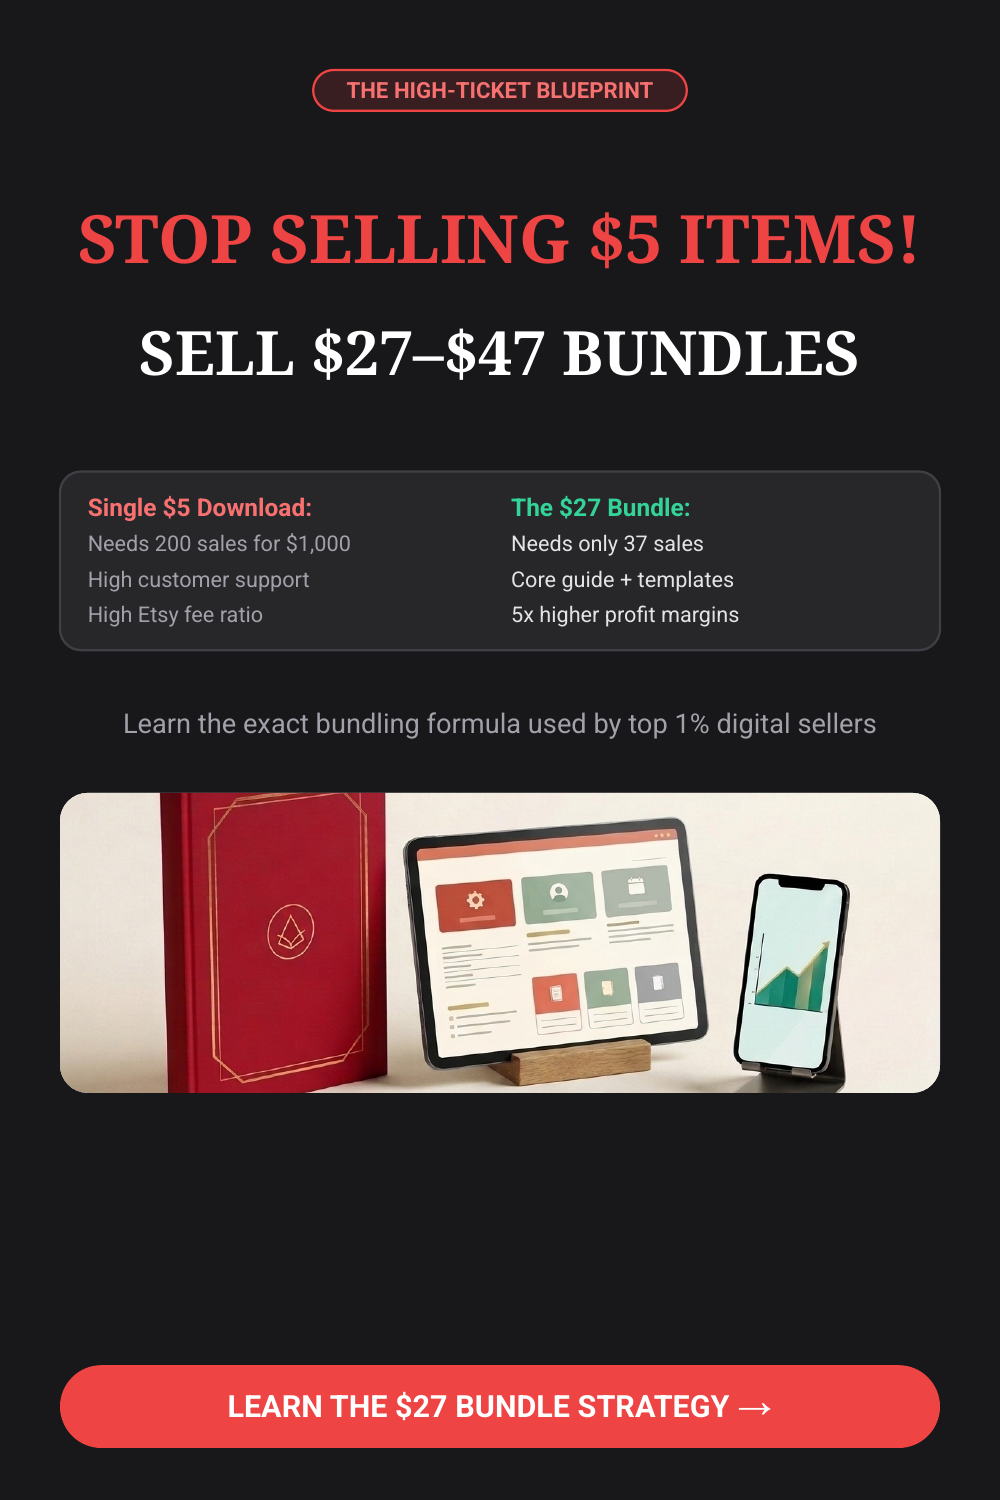 THE HIGH-TICKET BLUEPRINT
STOP SELLING $5 ITEMS!
SELL $27–$47 BUNDLES
Single $5 Download:
Needs 200 sales for $1,000
High customer support
High Etsy fee ratio
The $27 Bundle:
Needs only 37 sales
Core guide + templates
5x higher profit margins
Learn the exact bundling formula used by top 1% digital sellers
LEARN THE $27 BUNDLE STRATEGY →